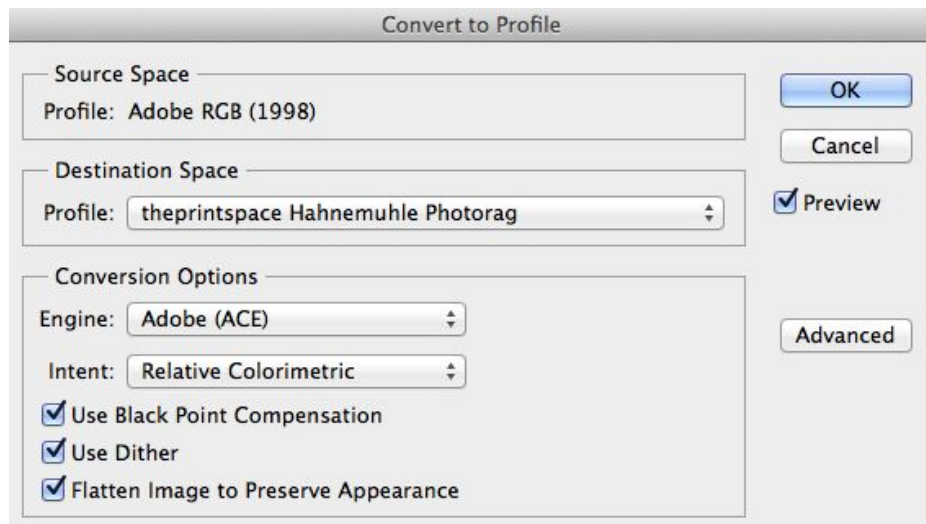 Convert to Profile
Source Space
Profile: Adobe RGB (1998)
OK
Cancel
Destination Space
Profile: theprintspace Hahnemuhle Photorag
Preview
Conversion Options
Engine: Adobe (ACE)
Advanced
Intent: Relative Colorimetric
Use Black Point Compensation
Use Dither
Flatten Image to Preserve Appearance